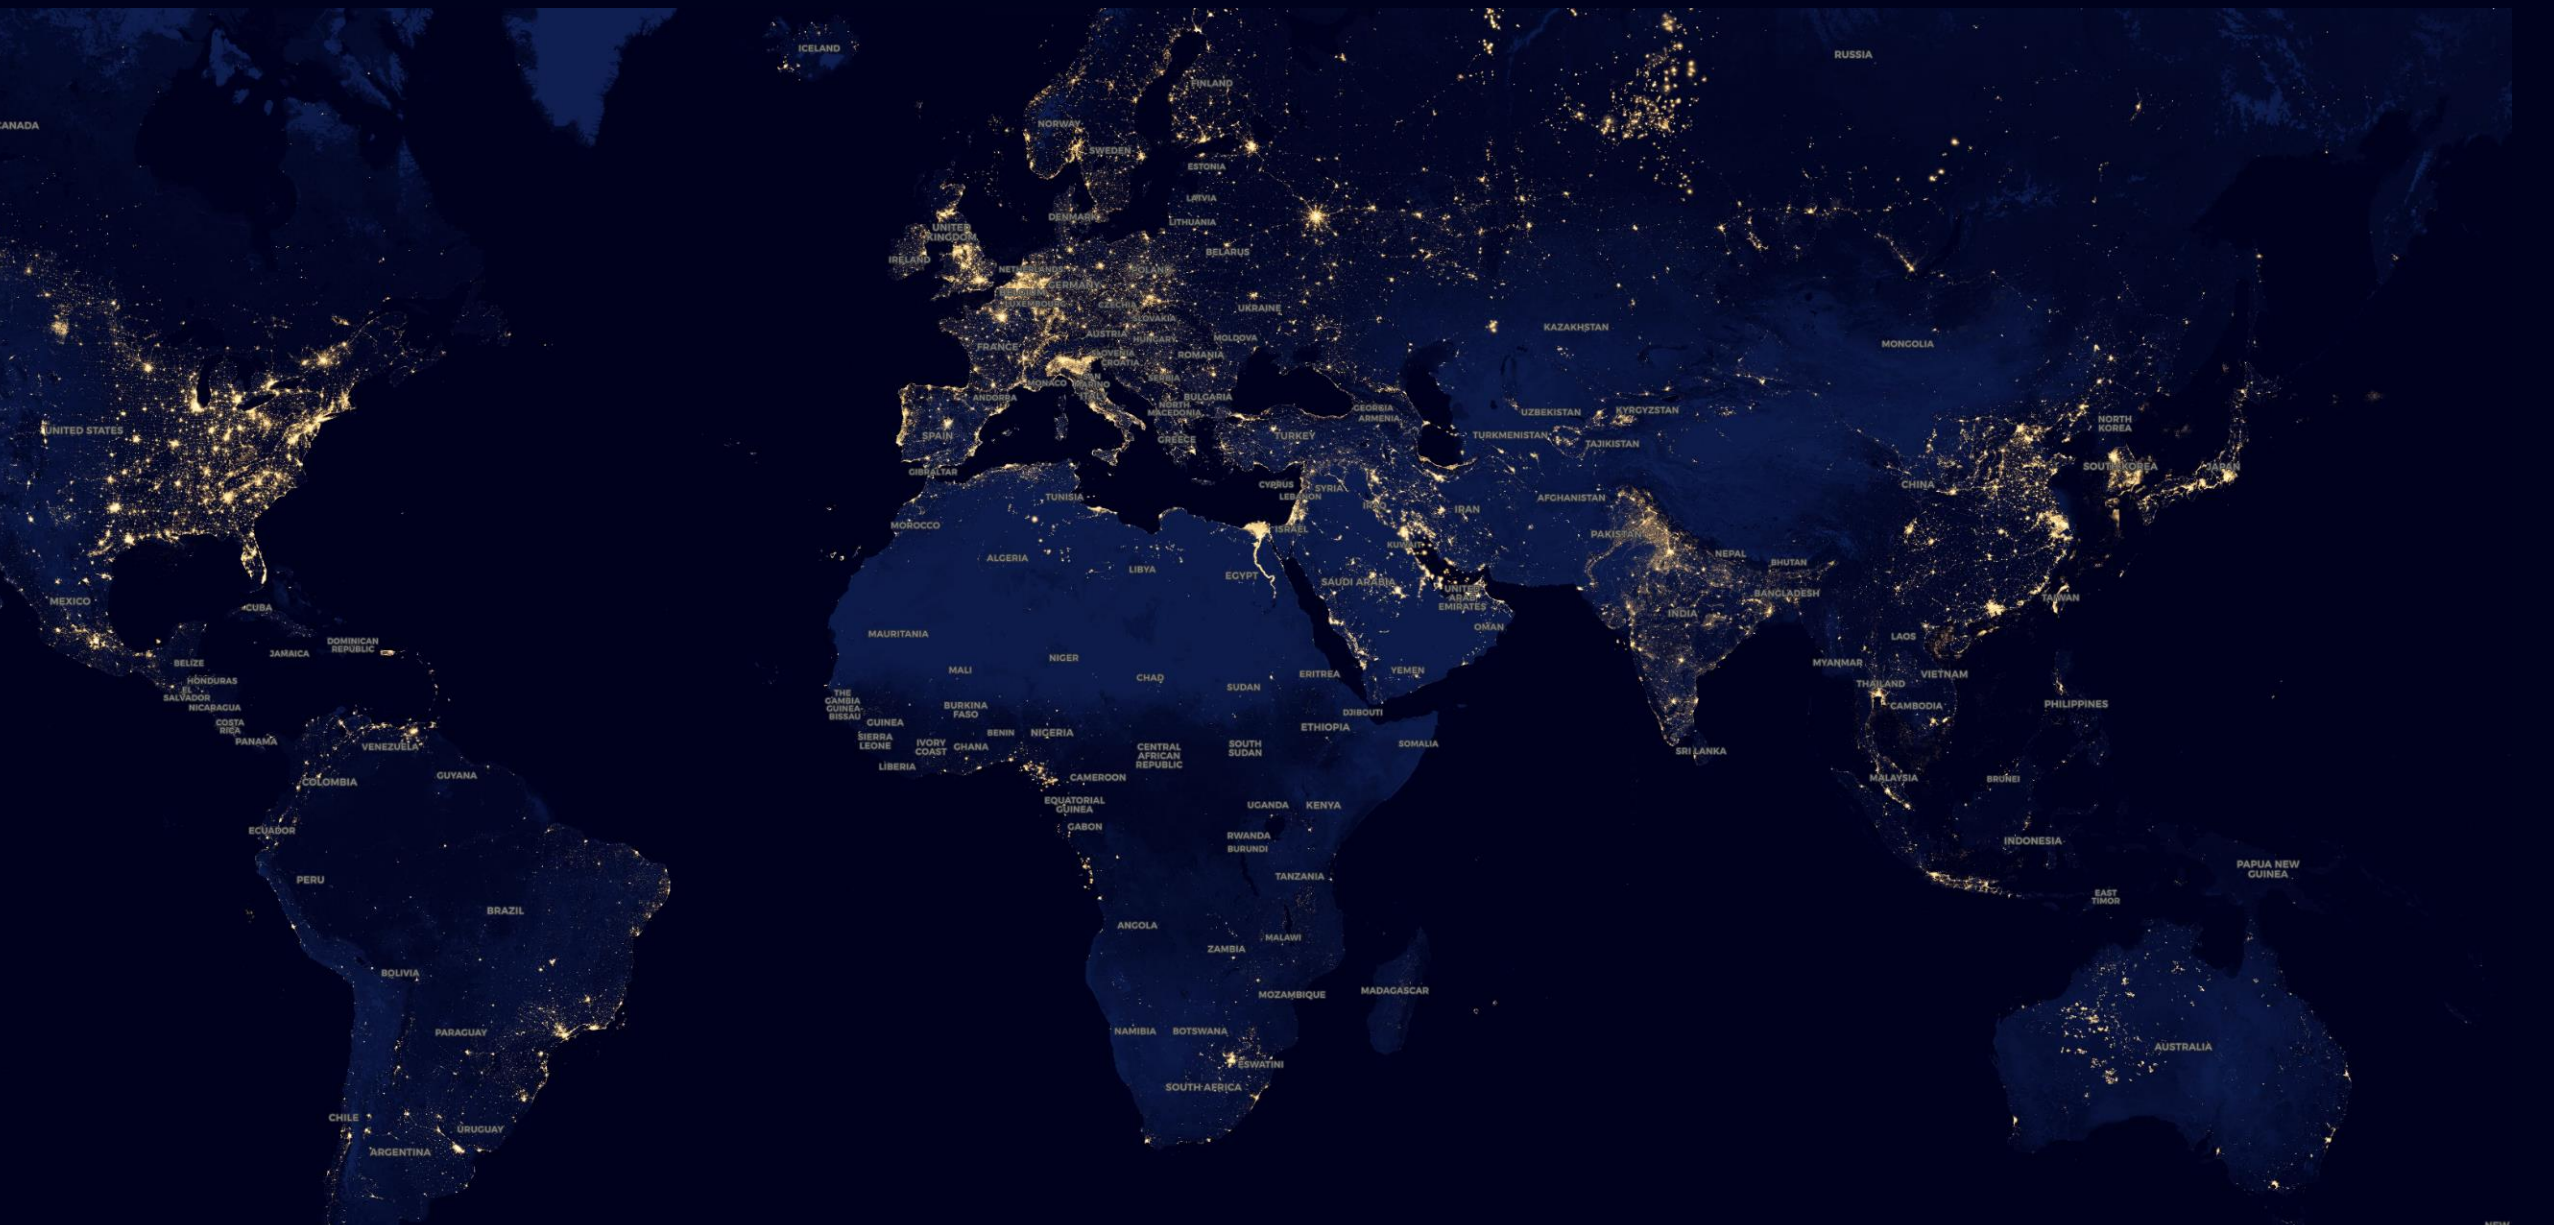 ICELAND
RUSSIA
FINLAND
CANADA
NORWAY
SWEDEN
ESTONIA
LATVIA
DENMARK
LITHUANIA
UNITED
KINGDOM
BELARUS
IRELAND
NETHERLANDS
POLAND
GERMANY
LUXEMBOURG
CZECHIA
UKRAINE
SLOVAKIA
KAZAKHSTAN
AUSTRIA
HUNGARY
MOLDOVA
MONGOLIA
FRANCE
SLOVENIA
CROATIA
ROMANIA
MONACO
SAN
MARINO
SERBIA
ITALY
ANDORRA
BULGARIA
NORTH
MACEDONIA
GEORGIA
ARMENIA
UZBEKISTAN
KYRGYZSTAN
NORTH
KOREA
UNITED STATES
SPAIN
GREECE
TURKEY
TURKMENISTAN
TAJIKISTAN
SOUTH KOREA
JAPAN
GIBRALTAR
CYPRUS
LEBANON
SYRIA
CHINA
TUNISIA
AFGHANISTAN
IRAQ
IRAN
MOROCCO
ISRAEL
PAKISTAN
KUWAIT
NEPAL
BHUTAN
ALGERIA
LIBYA
EGYPT
SAUDI ARABIA
UNITED
ARAB
EMIRATES
BANGLADESH
TAIWAN
MEXICO
CUBA
INDIA
OMAN
MAURITANIA
LAOS
DOMINICAN
REPUBLIC
JAMAICA
BELIZE
NIGER
MYANMAR
MALI
CHAD
ERITREA
YEMEN
VIETNAM
HONDURAS
EL
SALVADOR
SUDAN
THAILAND
NICARAGUA
THE
GAMBIA
GUINEA-
BISSAU
BURKINA
FASO
DJIBOUTI
CAMBODIA
PHILIPPINES
COSTA
RICA
GUINEA
ETHIOPIA
PANAMA
VENEZUELA
SIERRA
LEONE
IVORY
COAST
GHANA
BENIN
NIGERIA
CENTRAL
AFRICAN
REPUBLIC
SOUTH
SUDAN
SOMALIA
SRI LANKA
LIBERIA
COLOMBIA
GUYANA
CAMEROON
MALAYSIA
BRUNEI
EQUATORIAL
GUINEA
UGANDA
KENYA
ECUADOR
GABON
RWANDA
BURUNDI
INDONESIA
PERU
TANZANIA
PAPUA NEW
GUINEA
EAST
TIMOR
BRAZIL
ANGOLA
MALAWI
ZAMBIA
BOLIVIA
MOZAMBIQUE
MADAGASCAR
PARAGUAY
NAMIBIA
BOTSWANA
AUSTRALIA
ESWATINI
SOUTH AFRICA
CHILE
URUGUAY
ARGENTINA